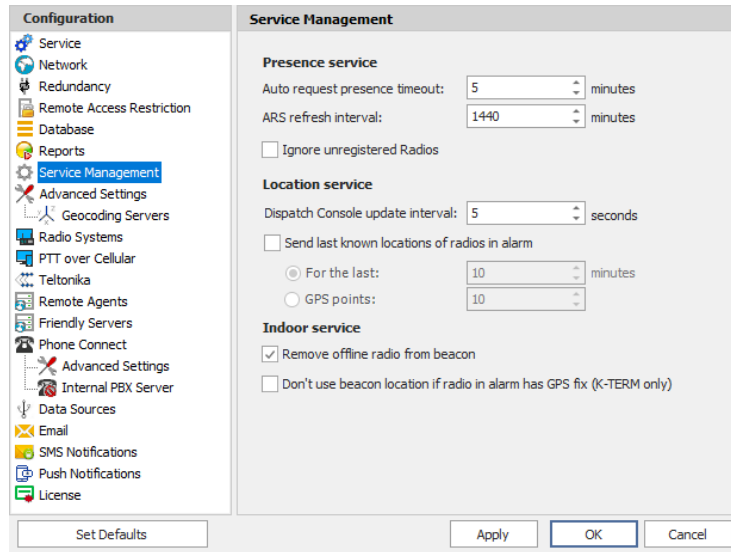 Configuration
Service
Network
Redundancy
Remote Access Restriction
Database
Reports
Service Management
Advanced Settings
Geocoding Servers
Radio Systems
PTT over Cellular
Teltonika
Remote Agents
Friendly Servers
Phone Connect
Advanced Settings
Internal PBX Server
Data Sources
Email
SMS Notifications
Push Notifications
License
Set Defaults
Service Management
Presence service
Auto request presence timeout: 5 minutes
ARS refresh interval: 1440 minutes
Ignore unregistered Radios
Location service
Dispatch Console update interval: 5 seconds
Send last known locations of radios in alarm
For the last: 10 minutes
GPS points: 10
Indoor service
Remove offline radio from beacon
Don't use beacon location if radio in alarm has GPS fix (K-TERM only)
Apply OK Cancel